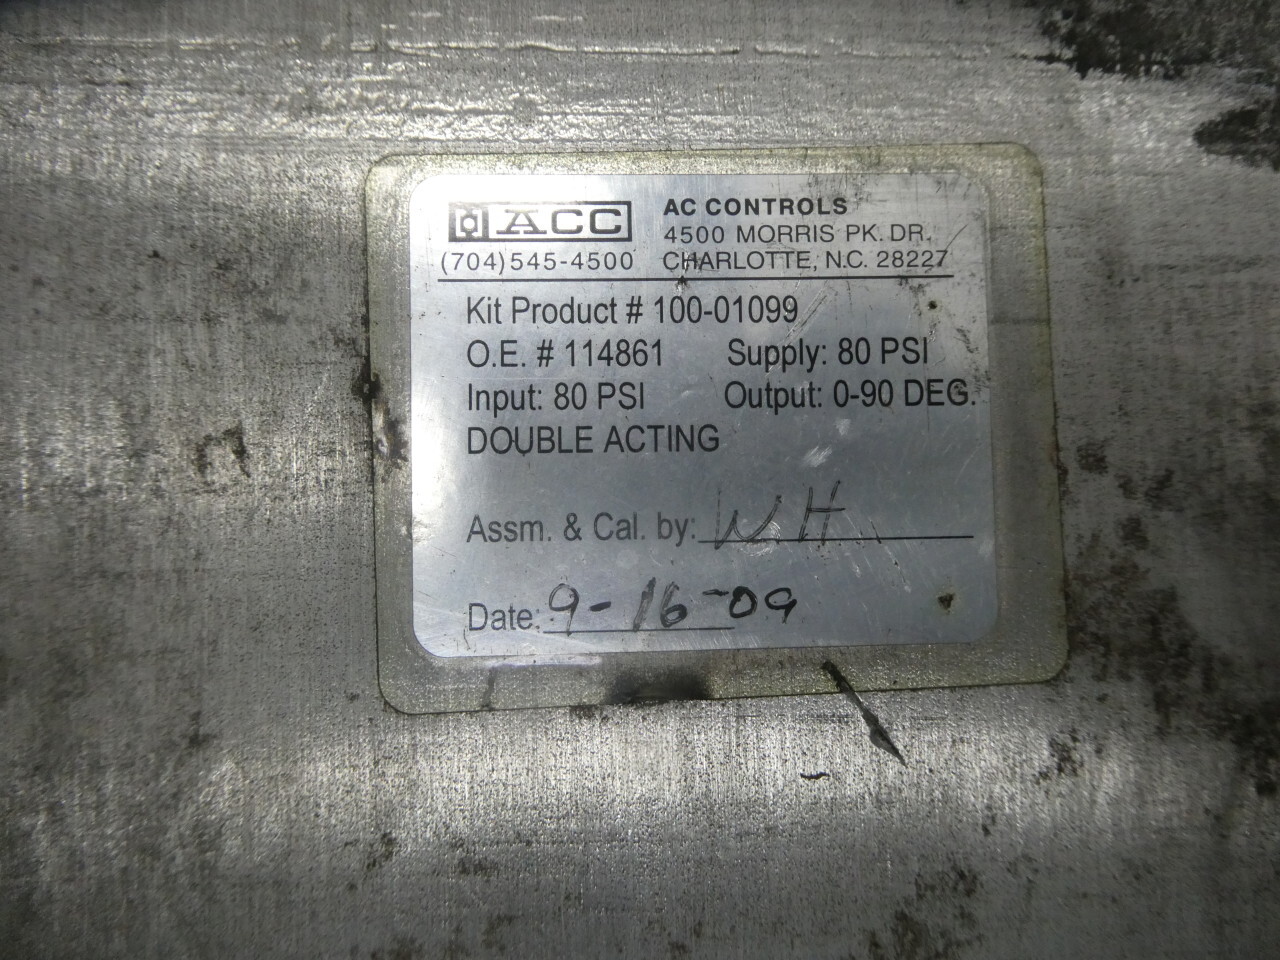 ACC AC CONTROLS
4500 MORRIS PK. DR.
(704)545-4500 CHARLOTTE, N.C. 28227
Kit Product # 100-01099
O.E. # 114861 Supply: 80 PSI
Input: 80 PSI Output: 0-90 DEG.
DOUBLE ACTING
Assm. & Cal. by: WH
Date: 9-16-09